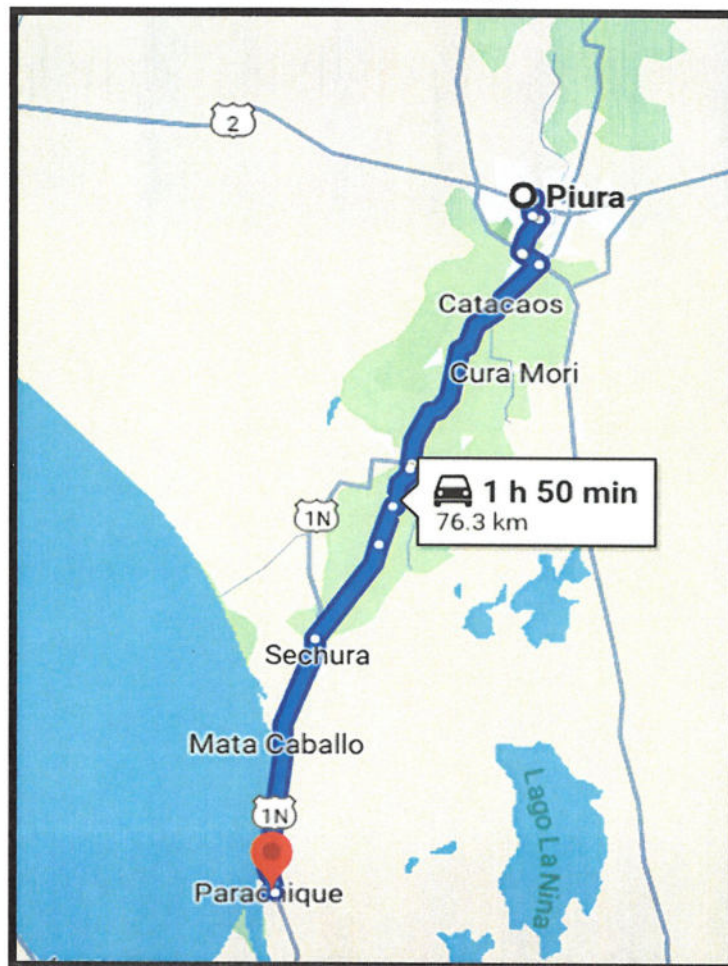 2
Piura
Catacaos
Cura Mori
1 h 50 min
76.3 km
1N
Sechura
Mata Caballo
1N
Parachique
Lago La Nina